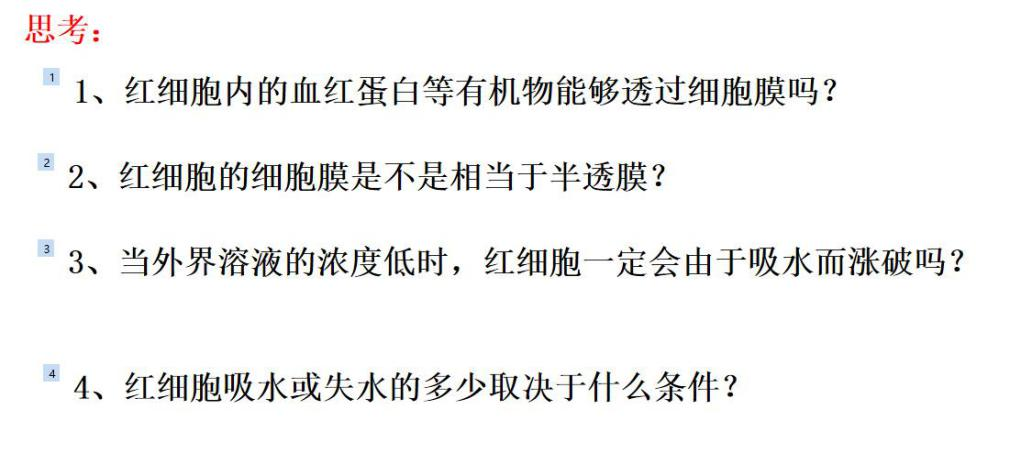 思考：
1
1、红细胞内的血红蛋白等有机物能够透过细胞膜吗？
2
2、红细胞的细胞膜是不是相当于半透膜？
3
3、当外界溶液的浓度低时，红细胞一定会由于吸水而涨破吗？
4
4、红细胞吸水或失水的多少取决于什么条件？